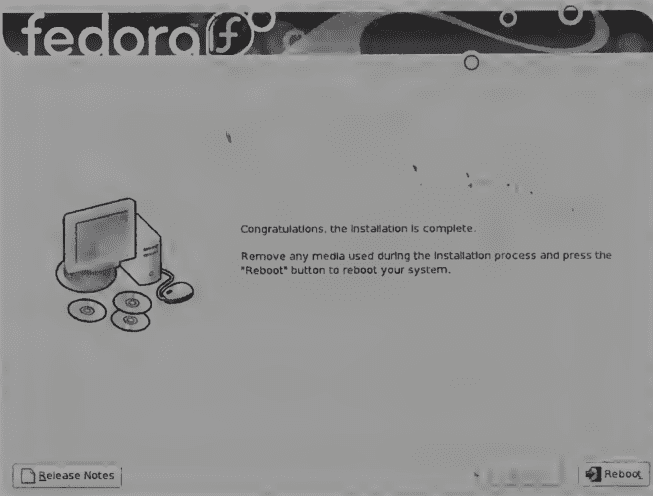 fedora f
Congratulations, the installation is complete.
Remove any media used during the installation process and press the
"Reboot" button to reboot your system.
Release Notes
Reboot